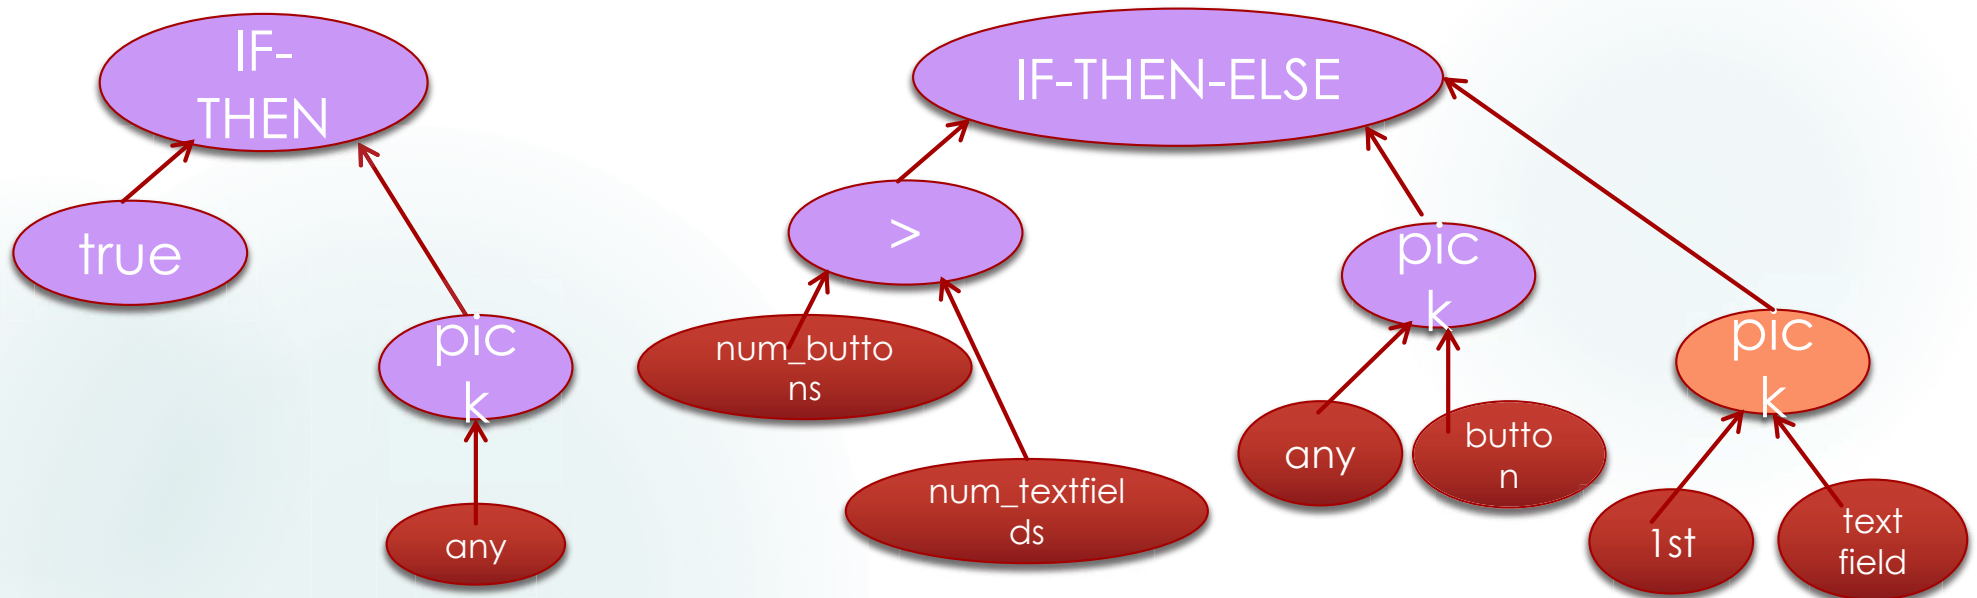 IF-
THEN
true
pic
k
any
IF-THEN-ELSE
>
num_butto
ns
num_textfiel
ds
pic
k
any
butto
n
pic
k
1st
text
field